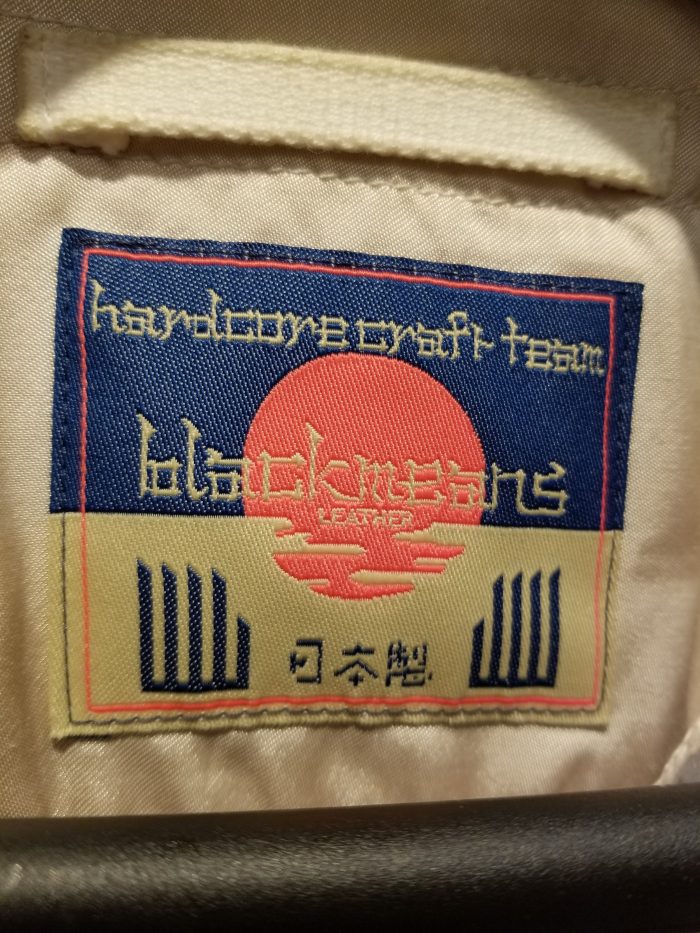 hardcore craft team
blackmeans
LEATHER
日本製